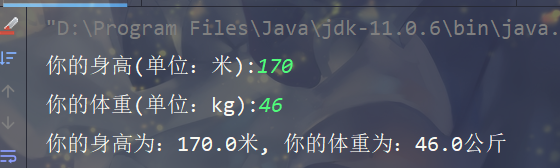 "D:\Program Files\Java\jdk-11.0.6\bin\java.
你的身高(单位：米):170
你的体重(单位：kg):46
你的身高为：170.0米, 你的体重为：46.0公斤